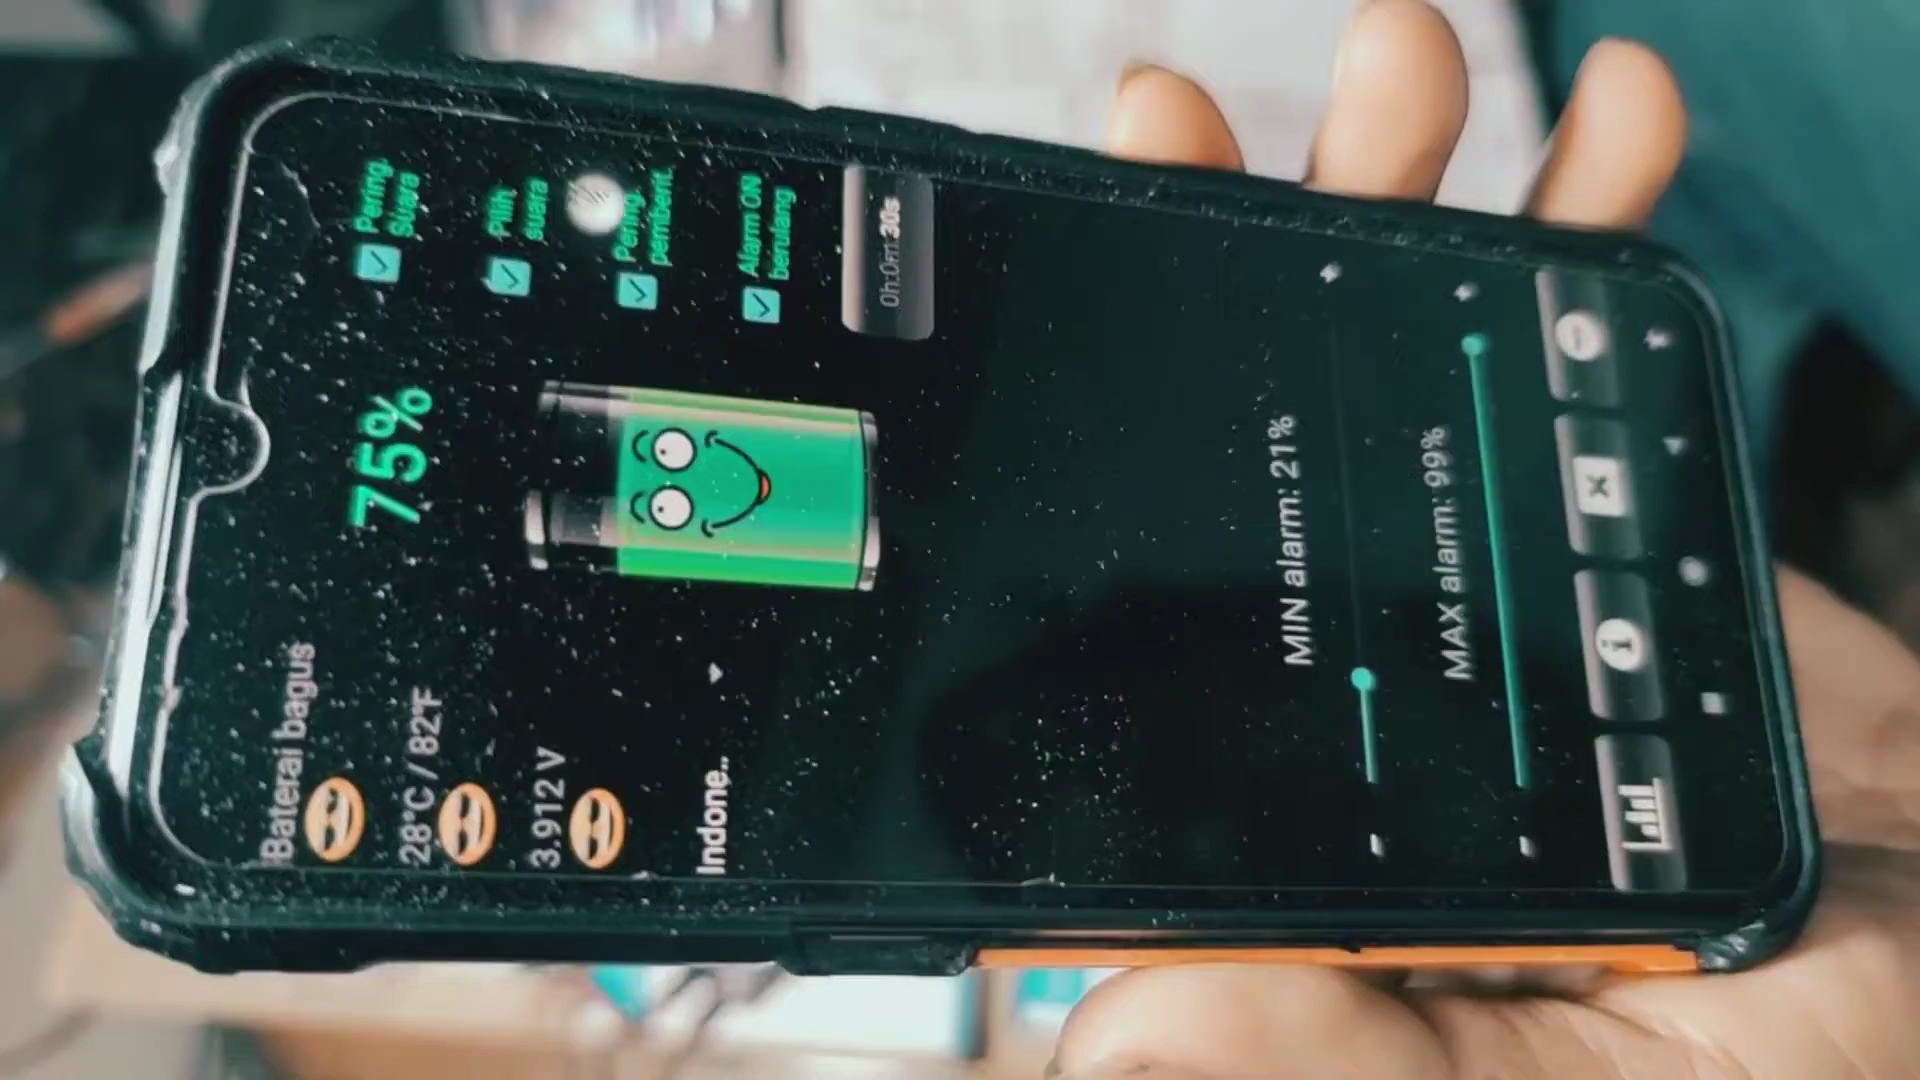 Baterai bagus
28°C / 82°F
3.912 V
Indone...
75%
Pering.
Suara
Pilih
suara
Pering.
pemberit.
Alarm ON
berulang
0h:0m:30s
MIN alarm: 21%
- +
MAX alarm: 99%
- +